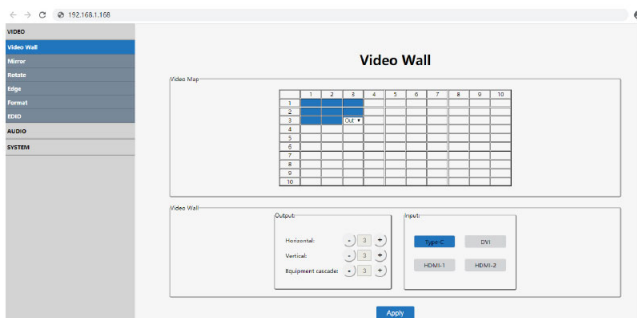 192.168.1.168
VIDEO
Video Wall
Mirror
Rotate
Edge
Format
EDID
AUDIO
SYSTEM
Video Wall
Video Map
1 2 3 4 5 6 7 8 9 10
1
2
3 Out
4
5
6
7
8
9
10
Video Wall
Output:
Horizontal: - 3 +
Vertical: - 3 +
Equipment cascade: - 3 +
Input:
Type-C DVI
HDMI-1 HDMI-2
Apply